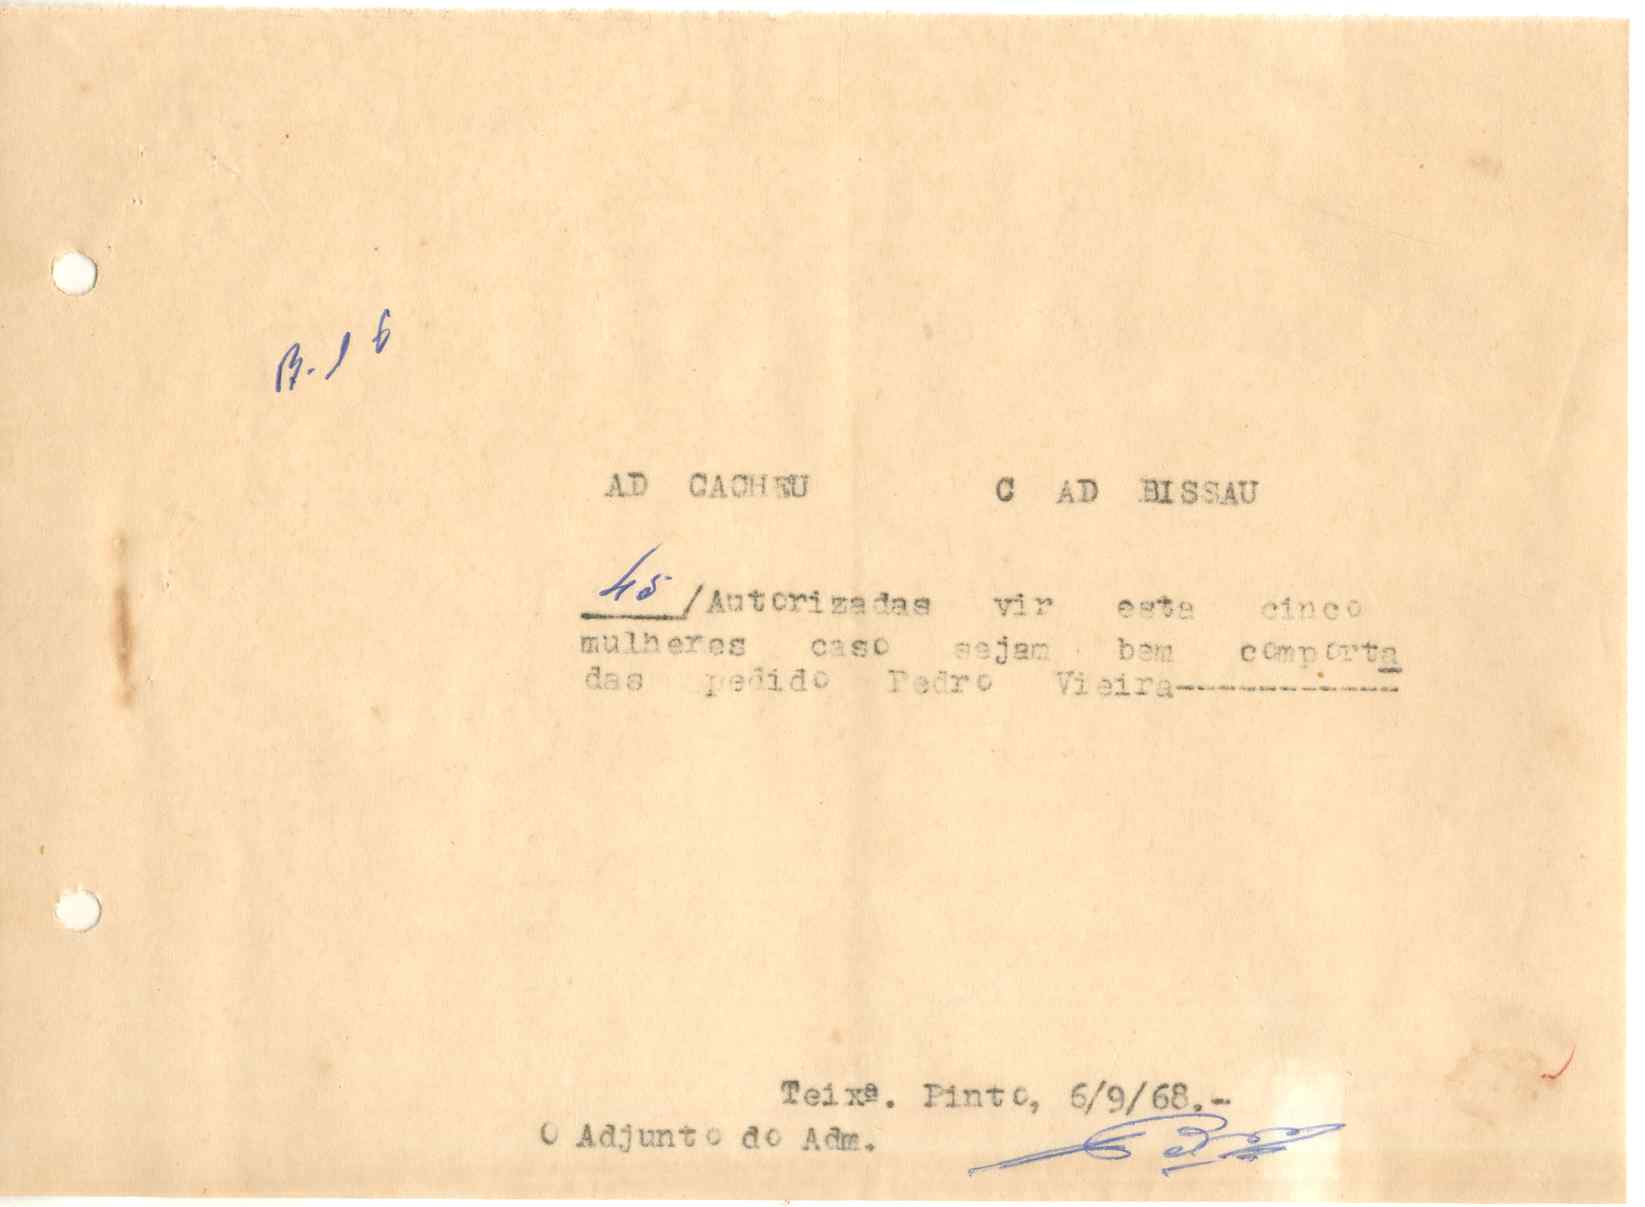 AD CACHEU C AD BISSAU
45/Autorizadas vir esta cinco
mulheres caso sejam bem comporta
das pedido Pedro Vieira------------
Teixª. Pinto, 6/9/68.-
O Adjunto do Adm.